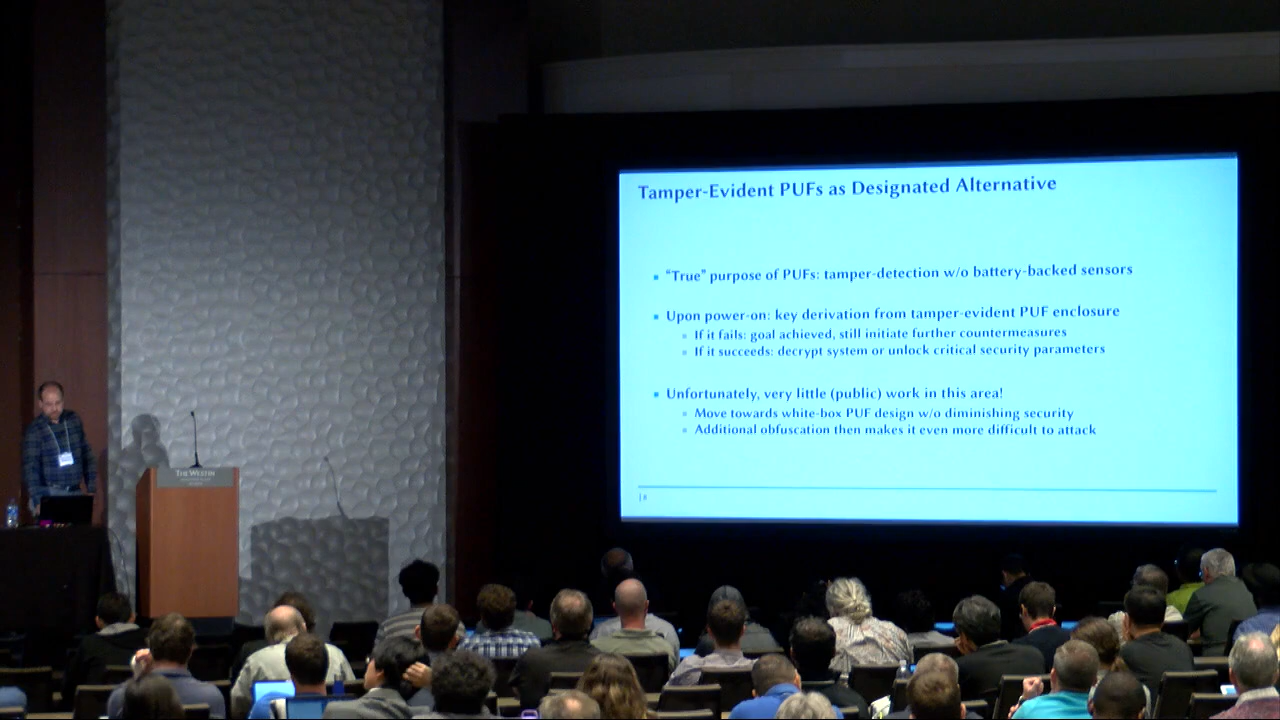 Tamper-Evident PUFs as Designated Alternative
▪ “True” purpose of PUFs: tamper-detection w/o battery-backed sensors
▪ Upon power-on: key derivation from tamper-evident PUF enclosure
▪ If it fails: goal achieved, still initiate further countermeasures
▪ If it succeeds: decrypt system or unlock critical security parameters
▪ Unfortunately, very little (public) work in this area!
▪ Move towards white-box PUF design w/o diminishing security
▪ Additional obfuscation then makes it even more difficult to attack
THE WESTIN